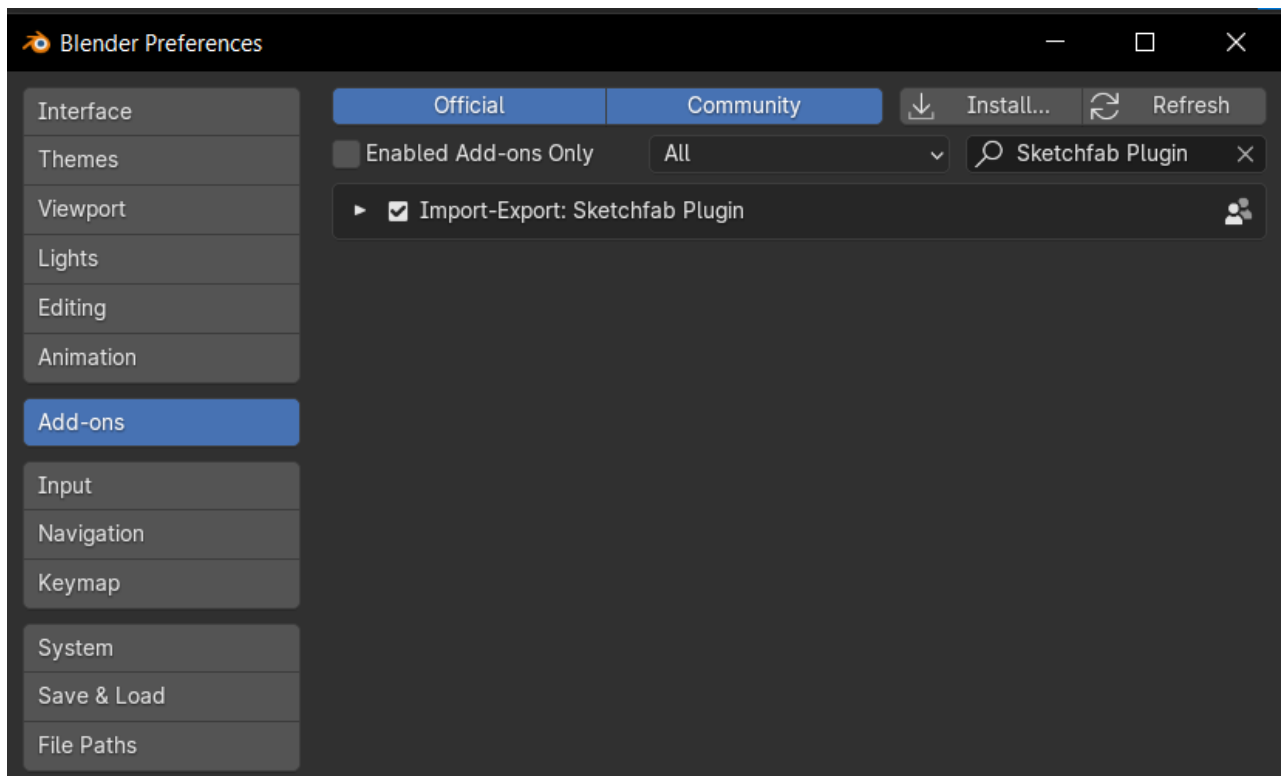 Blender Preferences
Interface
Themes
Viewport
Lights
Editing
Animation
Add-ons
Input
Navigation
Keymap
System
Save & Load
File Paths
Official Community Install... Refresh
Enabled Add-ons Only All Sketchfab Plugin
Import-Export: Sketchfab Plugin